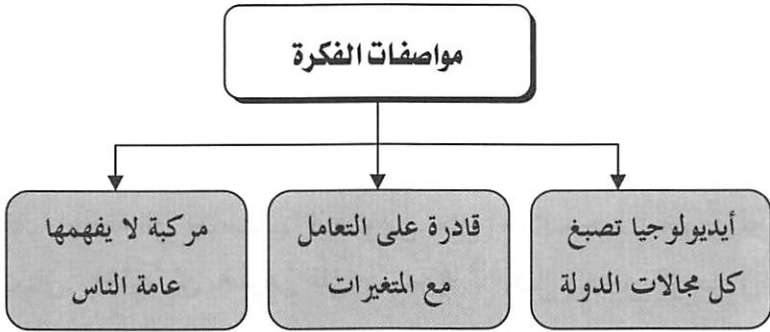 مواصفات الفكرة
أيديولوجيا تصبغ
كل مجالات الدولة
قادرة على التعامل
مع المتغيرات
مركبة لا يفهمها
عامة الناس